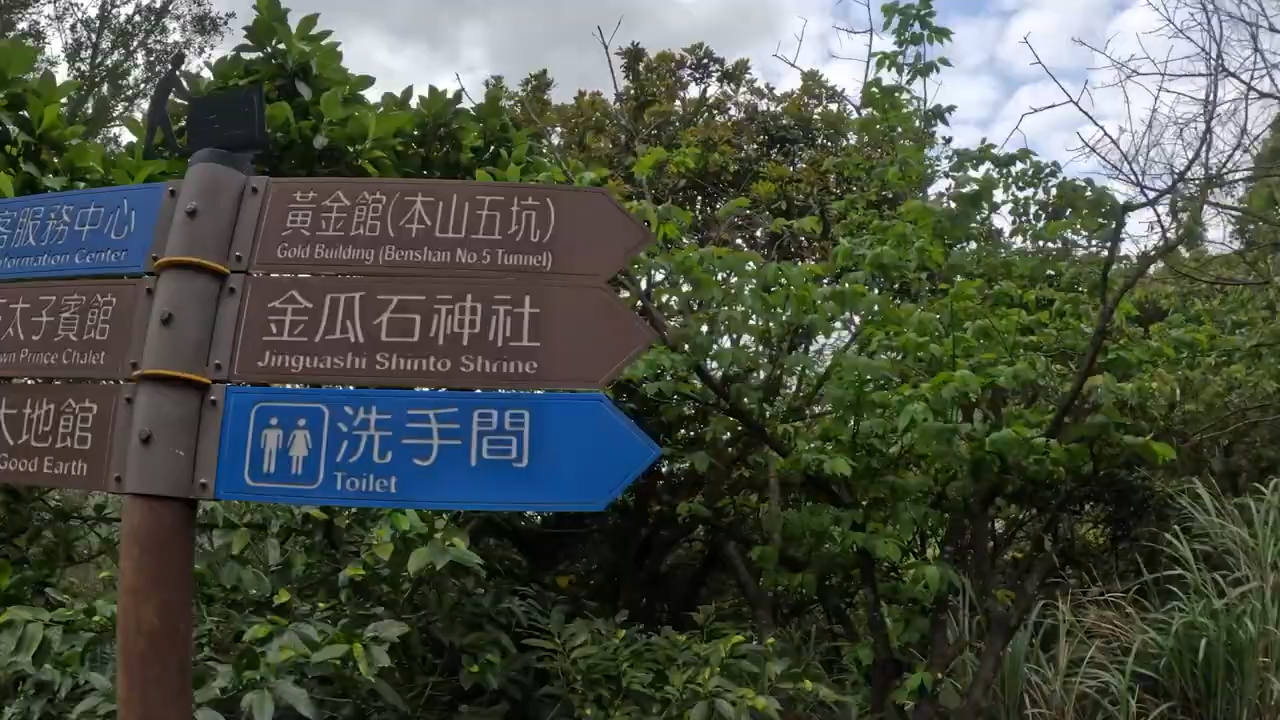 客服務中心
formation Center
太子賓館
wn Prince Chalet
大地館
Good Earth
黃金館(本山五坑)
Gold Building (Benshan No.5 Tunnel)
金瓜石神社
Jinguashi Shinto Shrine
洗手間
Toilet